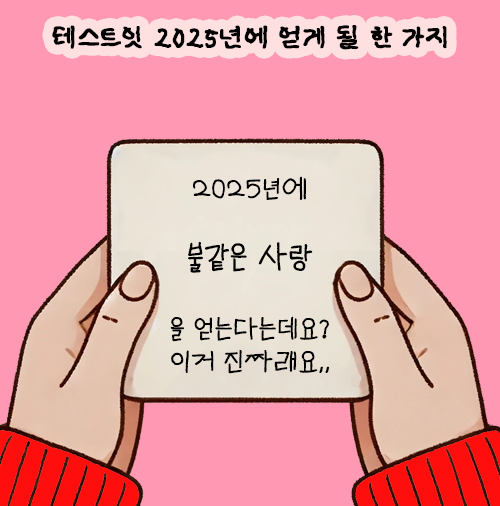 테스트잇 2025년에 얻게 될 한 가지
2025년에
불같은 사랑
을 얻는다는데요?
이거 진짜래요,,